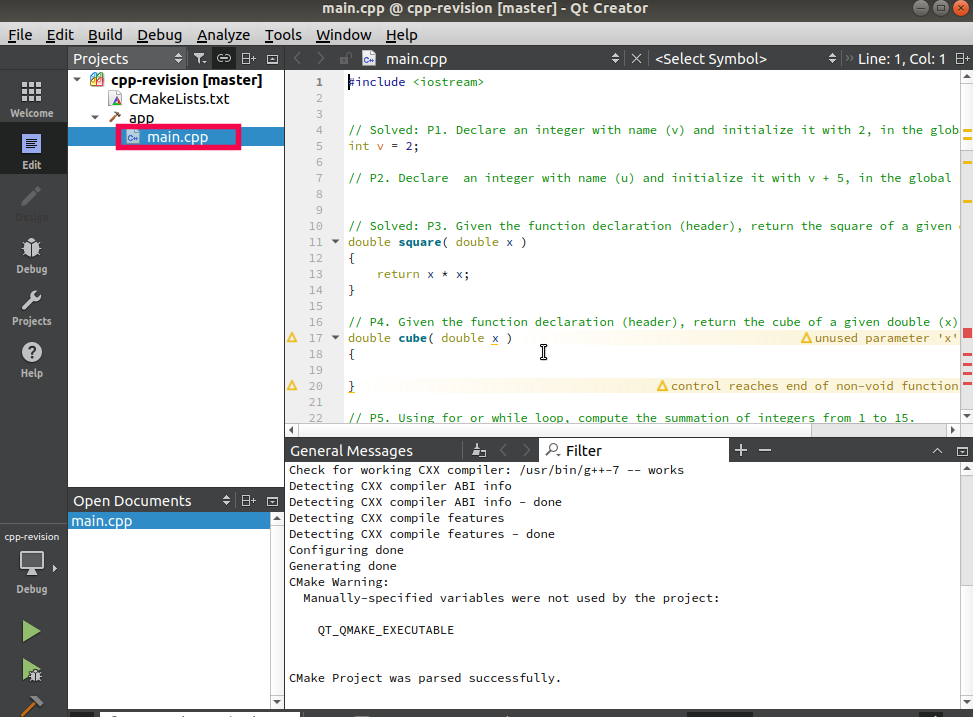 main.cpp @ cpp-revision [master] - Qt Creator
File Edit Build Debug Analyze Tools Window Help
Projects
main.cpp
<Select Symbol>
Line: 1, Col: 1
Welcome
Edit
Design
Debug
Projects
Help
cpp-revision
Debug
cpp-revision [master]
CMakeLists.txt
app
main.cpp
Open Documents
main.cpp
1 #include <iostream>
2
3
4 // Solved: P1. Declare an integer with name (v) and initialize it with 2, in the glob
5 int v = 2;
6
7 // P2. Declare  an integer with name (u) and initialize it with v + 5, in the global
8
9
10 // Solved: P3. Given the function declaration (header), return the square of a given
11 double square( double x )
12 {
13     return x * x;
14 }
15
16 // P4. Given the function declaration (header), return the cube of a given double (x)
17 double cube( double x ) unused parameter 'x'
18 {
19
20 } control reaches end of non-void function
21
22 // P5. Using for or while loop, compute the summation of integers from 1 to 15.
General Messages
Filter
Check for working CXX compiler: /usr/bin/g++-7 -- works
Detecting CXX compiler ABI info
Detecting CXX compiler ABI info - done
Detecting CXX compile features
Detecting CXX compile features - done
Configuring done
Generating done
CMake Warning:
  Manually-specified variables were not used by the project:
    QT_QMAKE_EXECUTABLE
CMake Project was parsed successfully.